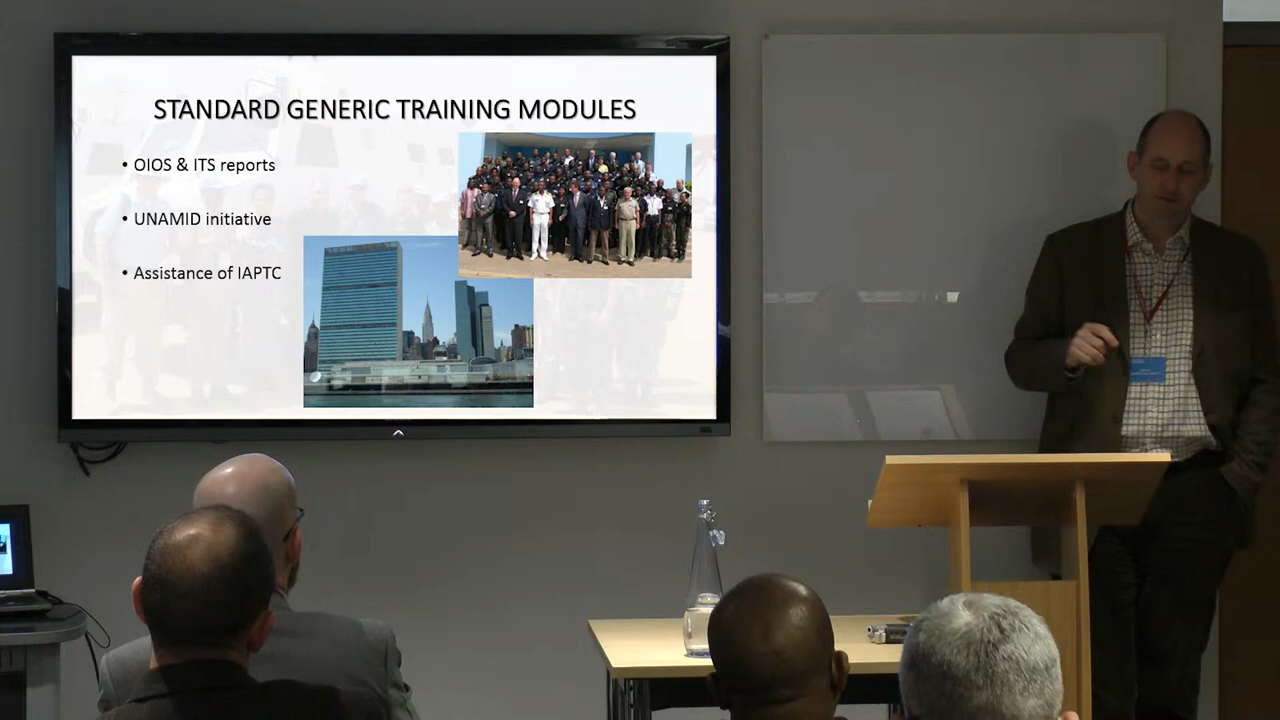 STANDARD GENERIC TRAINING MODULES
• OIOS & ITS reports
• UNAMID initiative
• Assistance of IAPTC